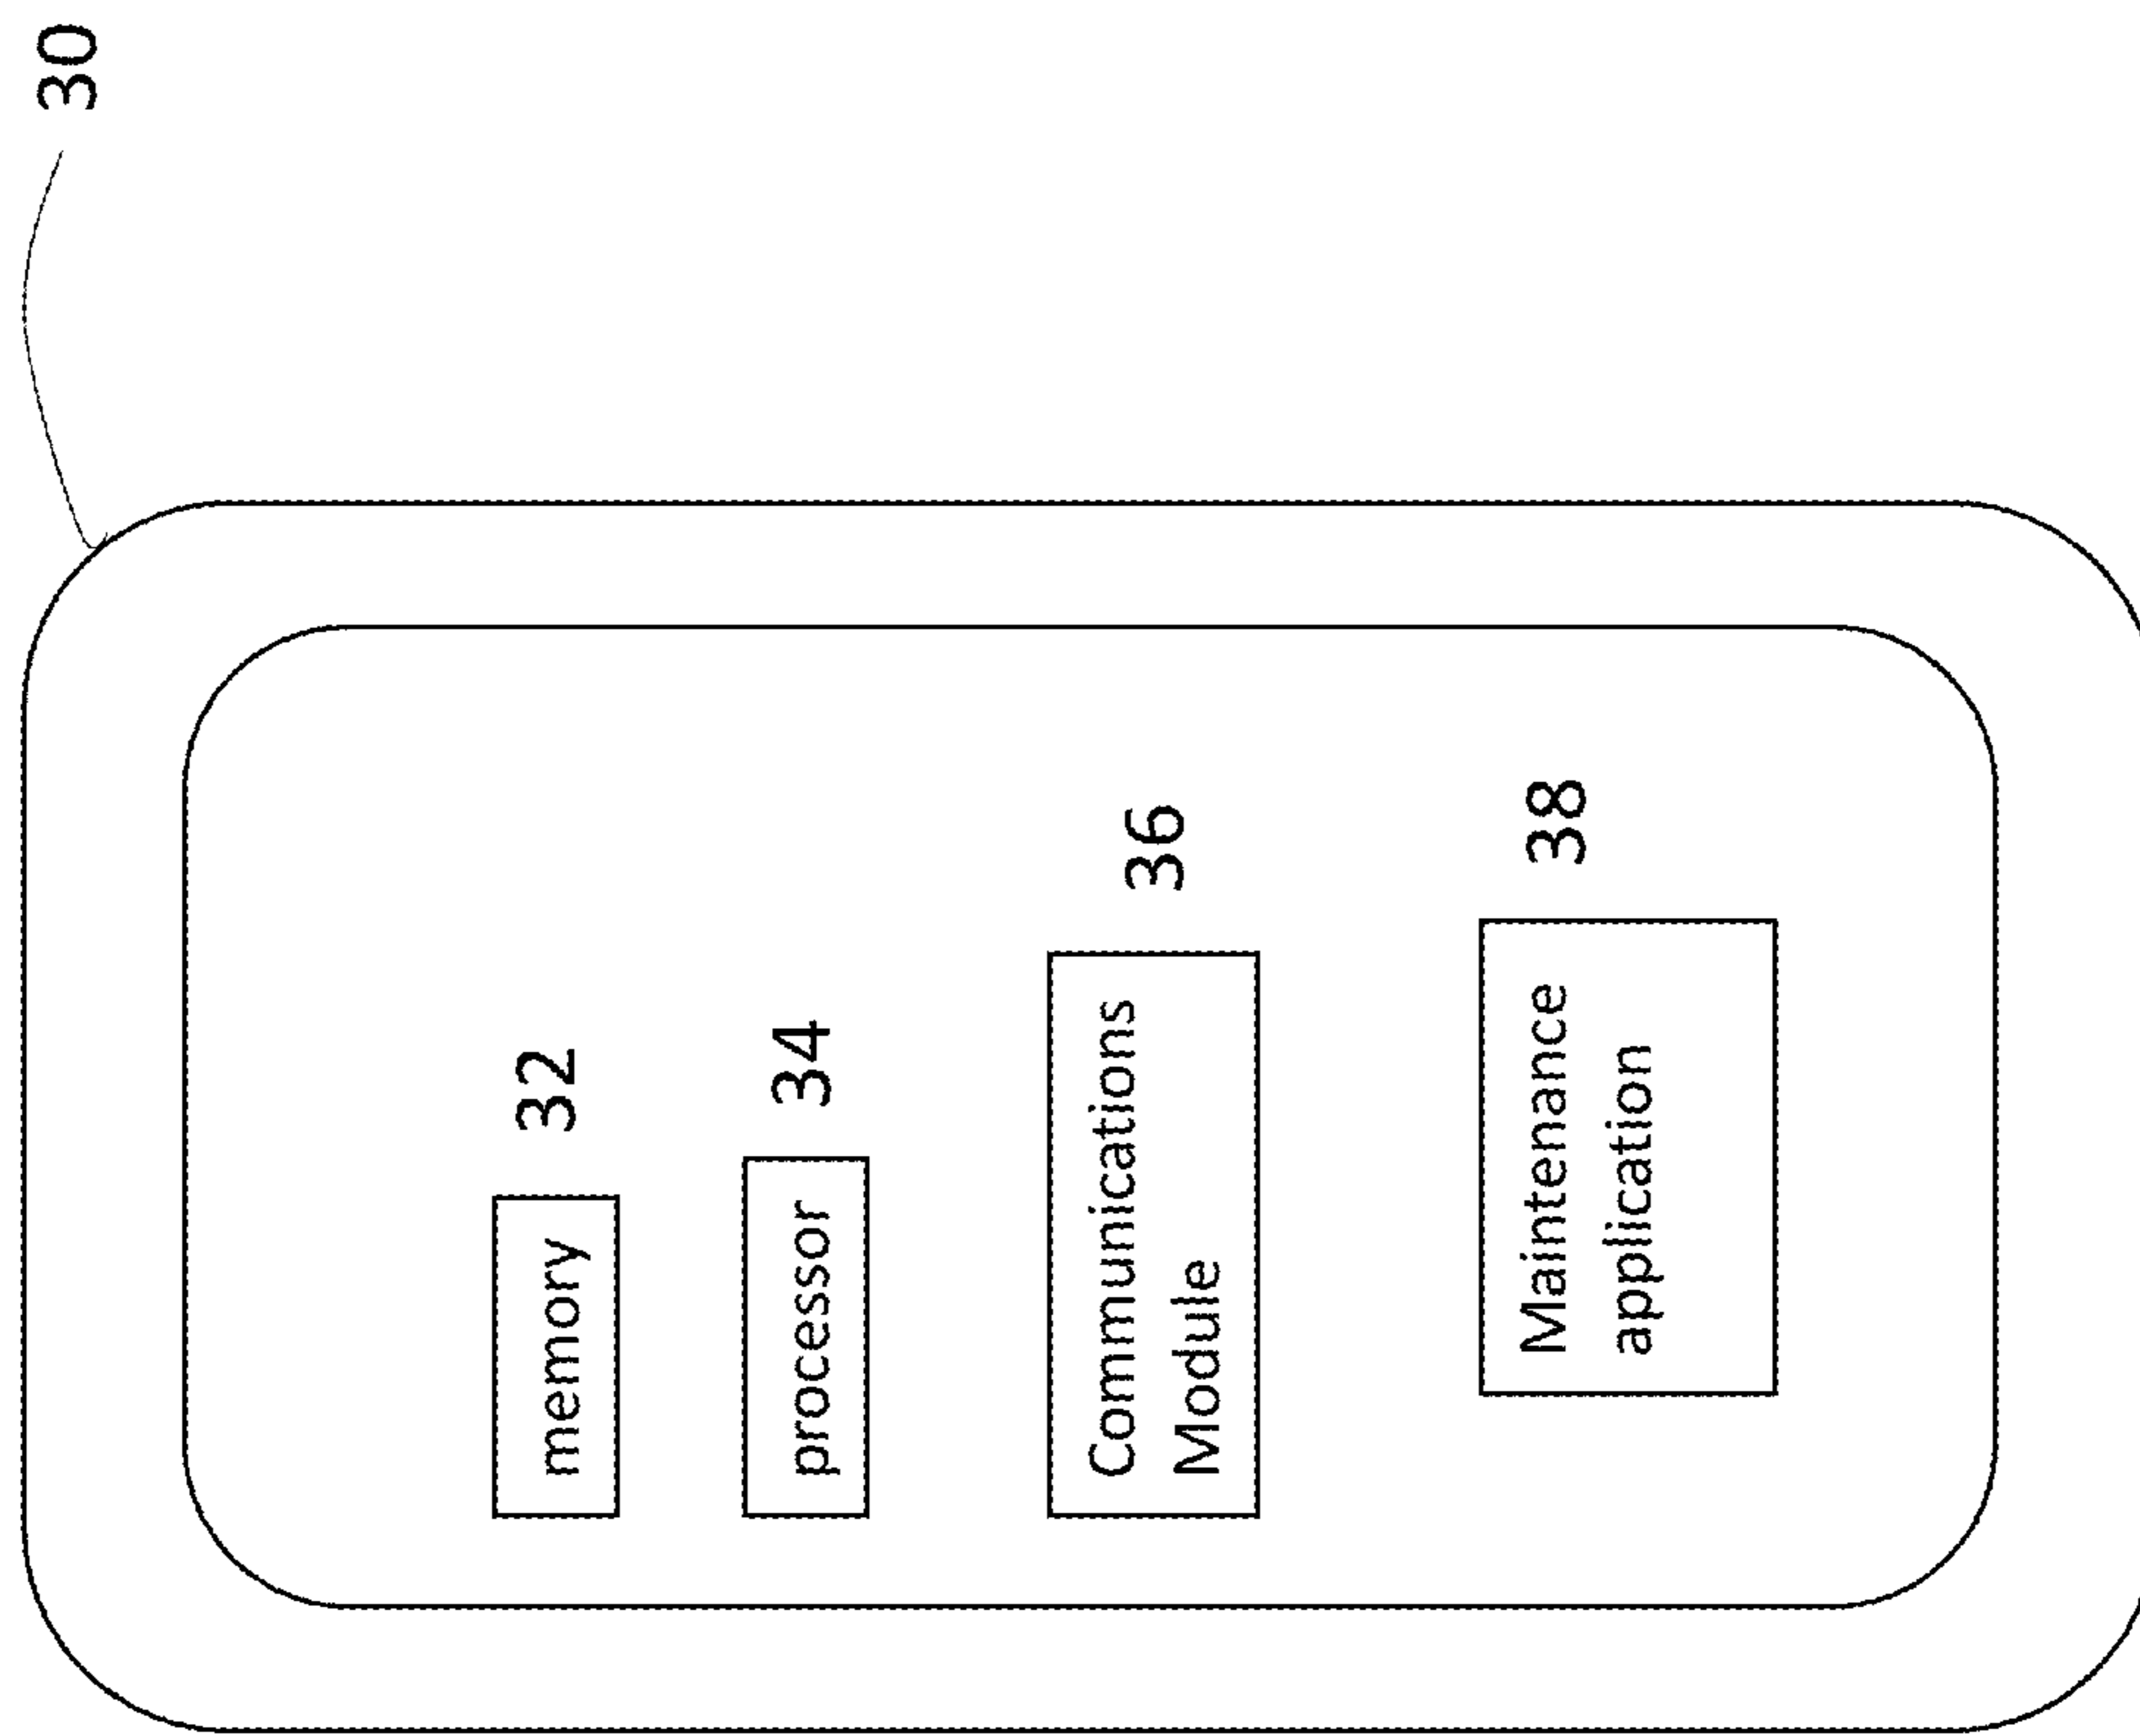 30
memory 32
processor 34
Communications
Module
36
Maintenance
application
38